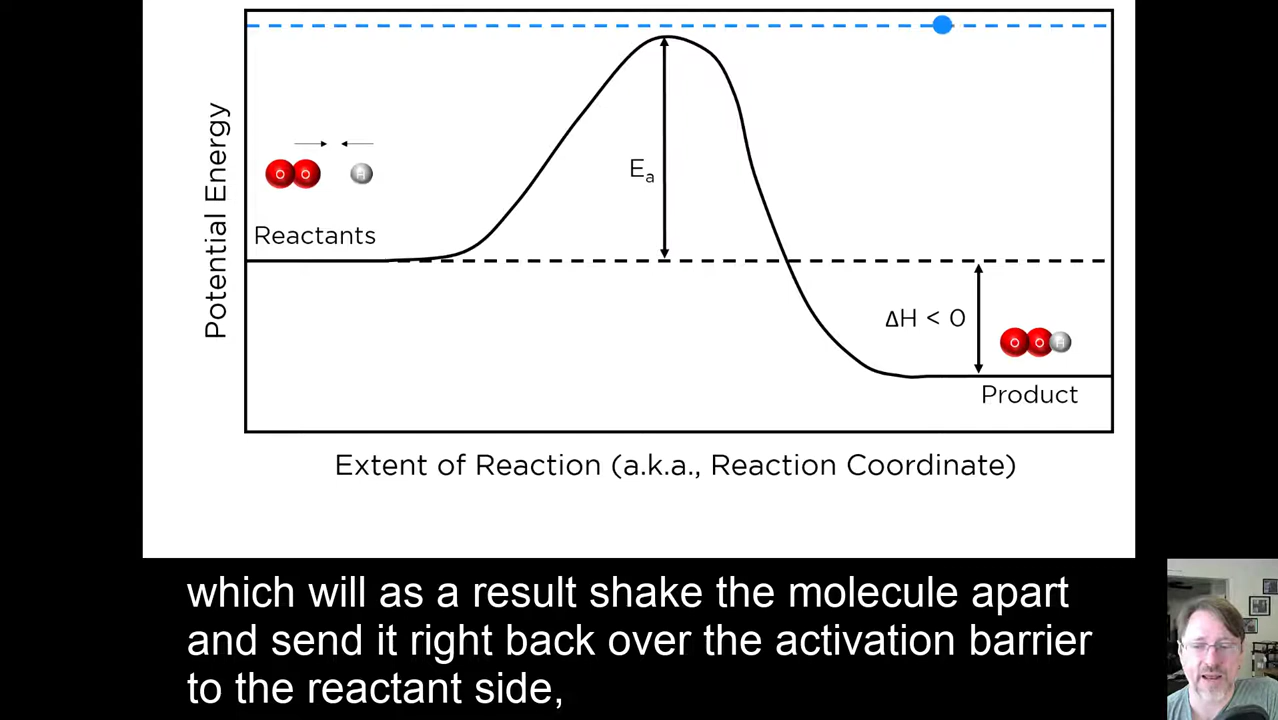 Potential Energy
O O H
Reactants
Ea
ΔH < 0
O O H
Product
Extent of Reaction (a.k.a., Reaction Coordinate)
which will as a result shake the molecule apart
and send it right back over the activation barrier
to the reactant side,